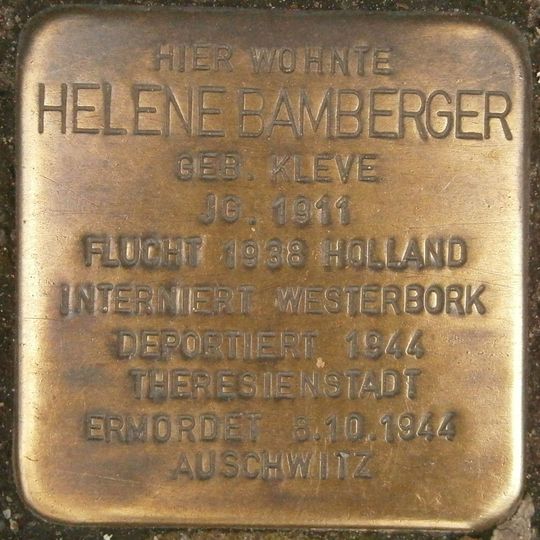 HIER WOHNTE
HELENE BAMBERGER
GEB. KLEVE
JG. 1911
FLUCHT 1938 HOLLAND
INTERNIERT WESTERBORK
DEPORTIERT 1944
THERESIENSTADT
ERMORDET 8.10.1944
AUSCHWITZ